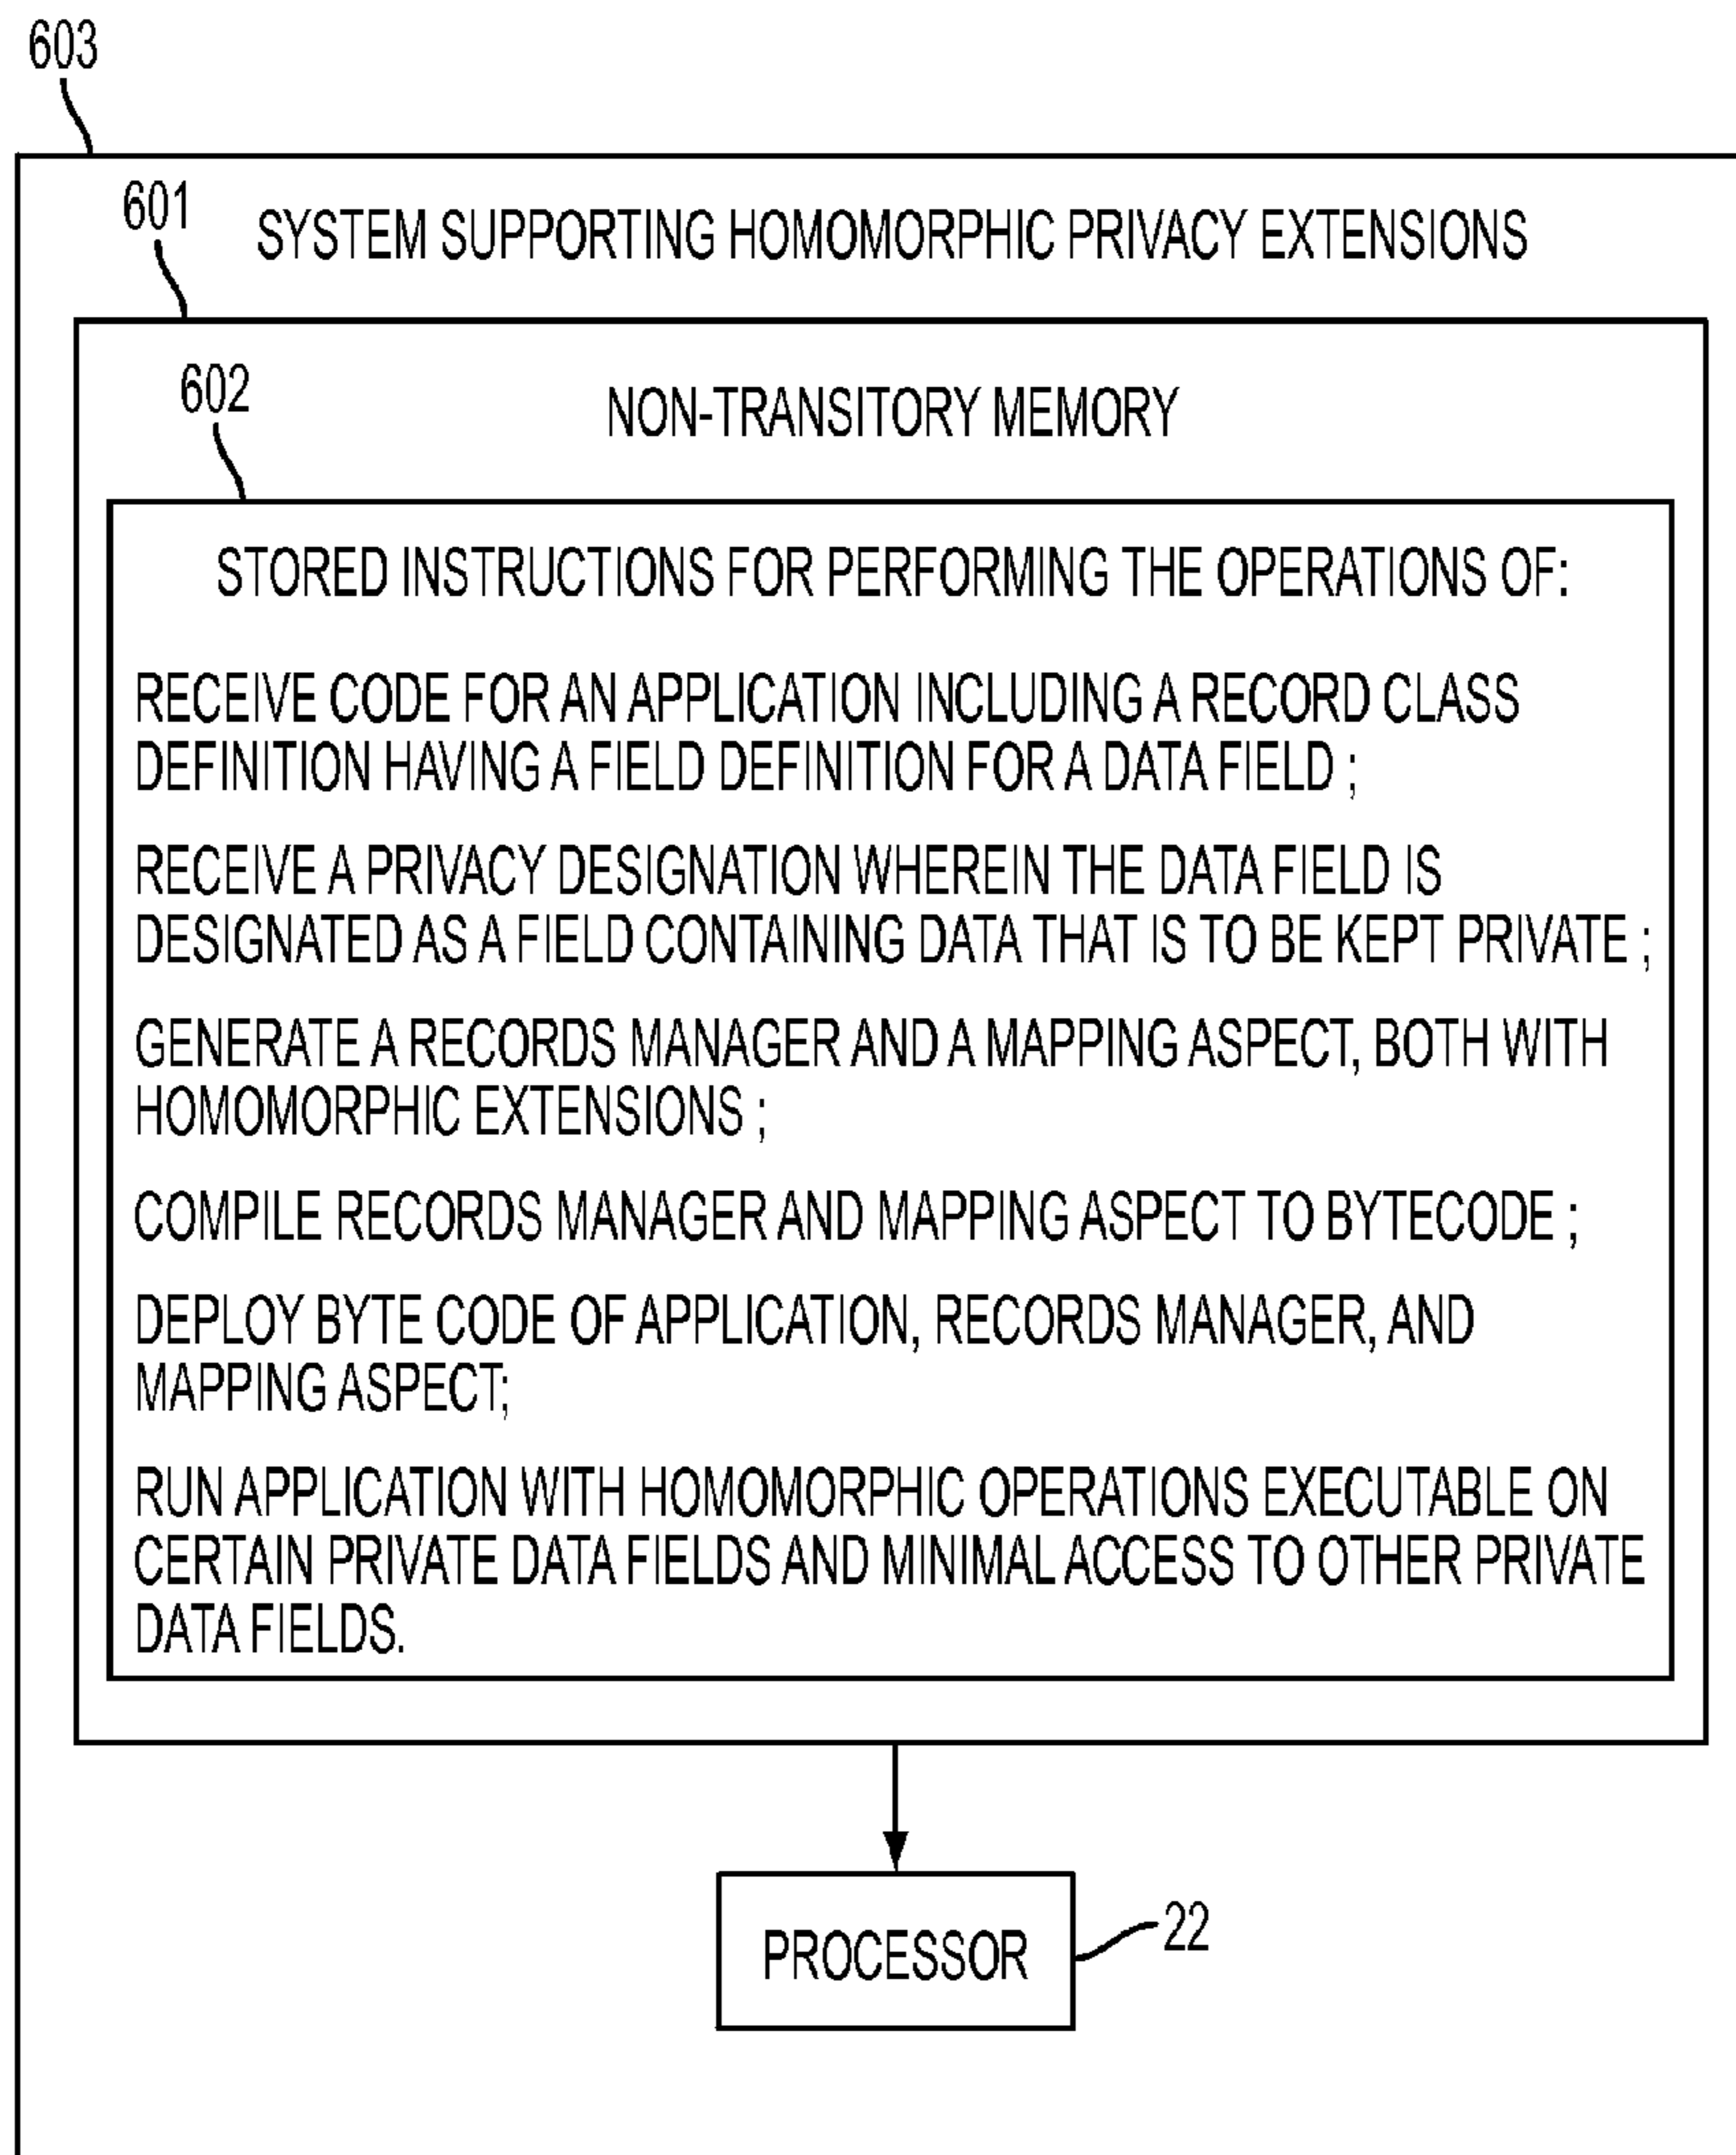 603
601
SYSTEM SUPPORTING HOMOMORPHIC PRIVACY EXTENSIONS
602
NON-TRANSITORY MEMORY
STORED INSTRUCTIONS FOR PERFORMING THE OPERATIONS OF:
RECEIVE CODE FOR AN APPLICATION INCLUDING A RECORD CLASS
DEFINITION HAVING A FIELD DEFINITION FOR A DATA FIELD ;
RECEIVE A PRIVACY DESIGNATION WHEREIN THE DATA FIELD IS
DESIGNATED AS A FIELD CONTAINING DATA THAT IS TO BE KEPT PRIVATE ;
GENERATE A RECORDS MANAGER AND A MAPPING ASPECT, BOTH WITH
HOMOMORPHIC EXTENSIONS ;
COMPILE RECORDS MANAGER AND MAPPING ASPECT TO BYTECODE ;
DEPLOY BYTE CODE OF APPLICATION, RECORDS MANAGER, AND
MAPPING ASPECT;
RUN APPLICATION WITH HOMOMORPHIC OPERATIONS EXECUTABLE ON
CERTAIN PRIVATE DATA FIELDS AND MINIMAL ACCESS TO OTHER PRIVATE
DATA FIELDS.
PROCESSOR
22